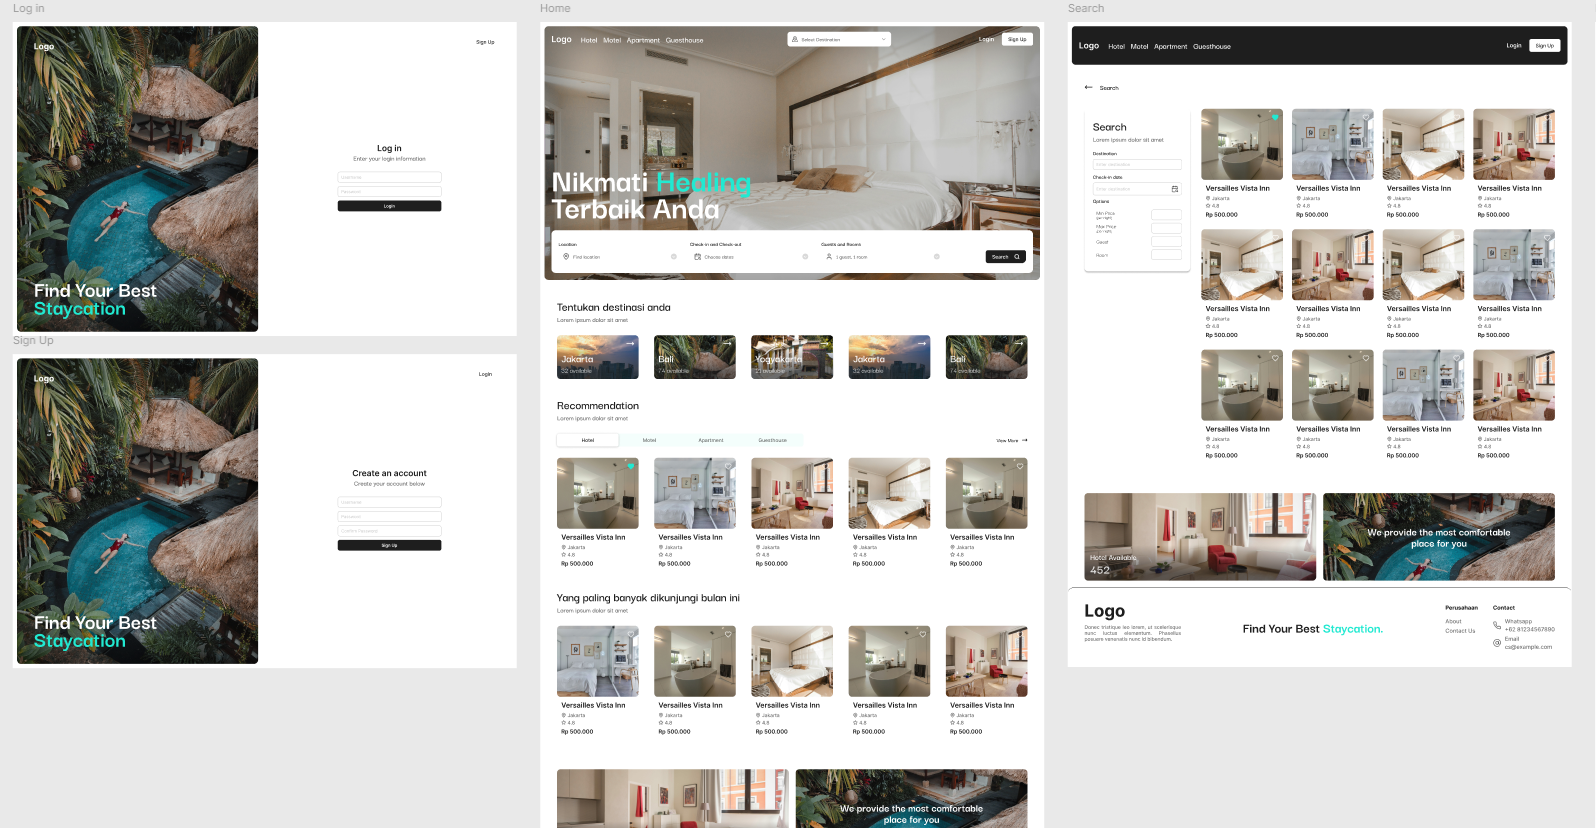 Log in
Logo
Sign Up
Log in
Enter your login information
Username
Password
Login
Find Your Best
Staycation
Sign Up
Logo
Login
Create an account
Create your account below
Username
Password
Confirm Password
Sign Up
Find Your Best
Staycation
Home
Logo Hotel Motel Apartment Guesthouse
Select Destination
Login Sign Up
Nikmati Healing
Terbaik Anda
Location Check-in and Check-out Guests and Rooms
Find location Choose dates 1 guest, 1 room Search
Tentukan destinasi anda
Lorem ipsum dolor sit amet
Jakarta Bali Yogyakarta Jakarta Bali
32 available 74 available 21 available 32 available 74 available
Recommendation
Lorem ipsum dolor sit amet
Hotel Motel Apartment Guesthouse View More
Versailles Vista Inn Versailles Vista Inn Versailles Vista Inn Versailles Vista Inn Versailles Vista Inn
Jakarta Jakarta Jakarta Jakarta Jakarta
4.8 4.8 4.8 4.8 4.8
Rp 500.000 Rp 500.000 Rp 500.000 Rp 500.000 Rp 500.000
Yang paling banyak dikunjungi bulan ini
Lorem ipsum dolor sit amet
Versailles Vista Inn Versailles Vista Inn Versailles Vista Inn Versailles Vista Inn Versailles Vista Inn
Jakarta Jakarta Jakarta Jakarta Jakarta
4.8 4.8 4.8 4.8 4.8
Rp 500.000 Rp 500.000 Rp 500.000 Rp 500.000 Rp 500.000
We provide the most comfortable
place for you
Search
Logo Hotel Motel Apartment Guesthouse Login Sign Up
Search
Search
Lorem ipsum dolor sit amet
Destination
Check-in date
Options
Min Price
Max Price
Guest
Room
Versailles Vista Inn Versailles Vista Inn Versailles Vista Inn Versailles Vista Inn
Jakarta Jakarta Jakarta Jakarta
4.8 4.8 4.8 4.8
Rp 500.000 Rp 500.000 Rp 500.000 Rp 500.000
Versailles Vista Inn Versailles Vista Inn Versailles Vista Inn Versailles Vista Inn
Jakarta Jakarta Jakarta Jakarta
4.8 4.8 4.8 4.8
Rp 500.000 Rp 500.000 Rp 500.000 Rp 500.000
Versailles Vista Inn Versailles Vista Inn Versailles Vista Inn Versailles Vista Inn
Jakarta Jakarta Jakarta Jakarta
4.8 4.8 4.8 4.8
Rp 500.000 Rp 500.000 Rp 500.000 Rp 500.000
Hotel Available
452
We provide the most comfortable
place for you
Logo
Donec tristique leo lorem, ut scelerisque
nunc luctus elementum. Phasellus
posuere venenatis nunc id bibendum.
Find Your Best Staycation.
Perusahaan
About
Contact Us
Contact
Whatsapp
+62 81234567890
Email
cs@example.com